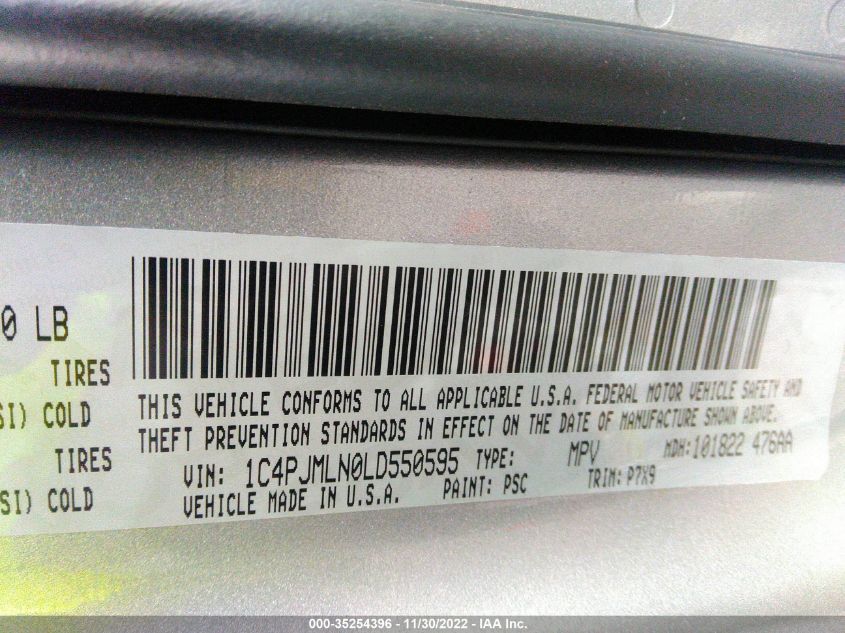 0 LB
TIRES
SI) COLD
TIRES
SI) COLD
THIS VEHICLE CONFORMS TO ALL APPLICABLE U.S.A. FEDERAL MOTOR VEHICLE SAFETY AND
THEFT PREVENTION STANDARDS IN EFFECT ON THE DATE OF MANUFACTURE SHOWN ABOVE.
VIN: 1C4PJMLN0LD550595 TYPE: MPV MDH: 101822 476AA
VEHICLE MADE IN U.S.A. PAINT: PSC TRIM: P7X9
000-35254396 - 11/30/2022 - IAA Inc.